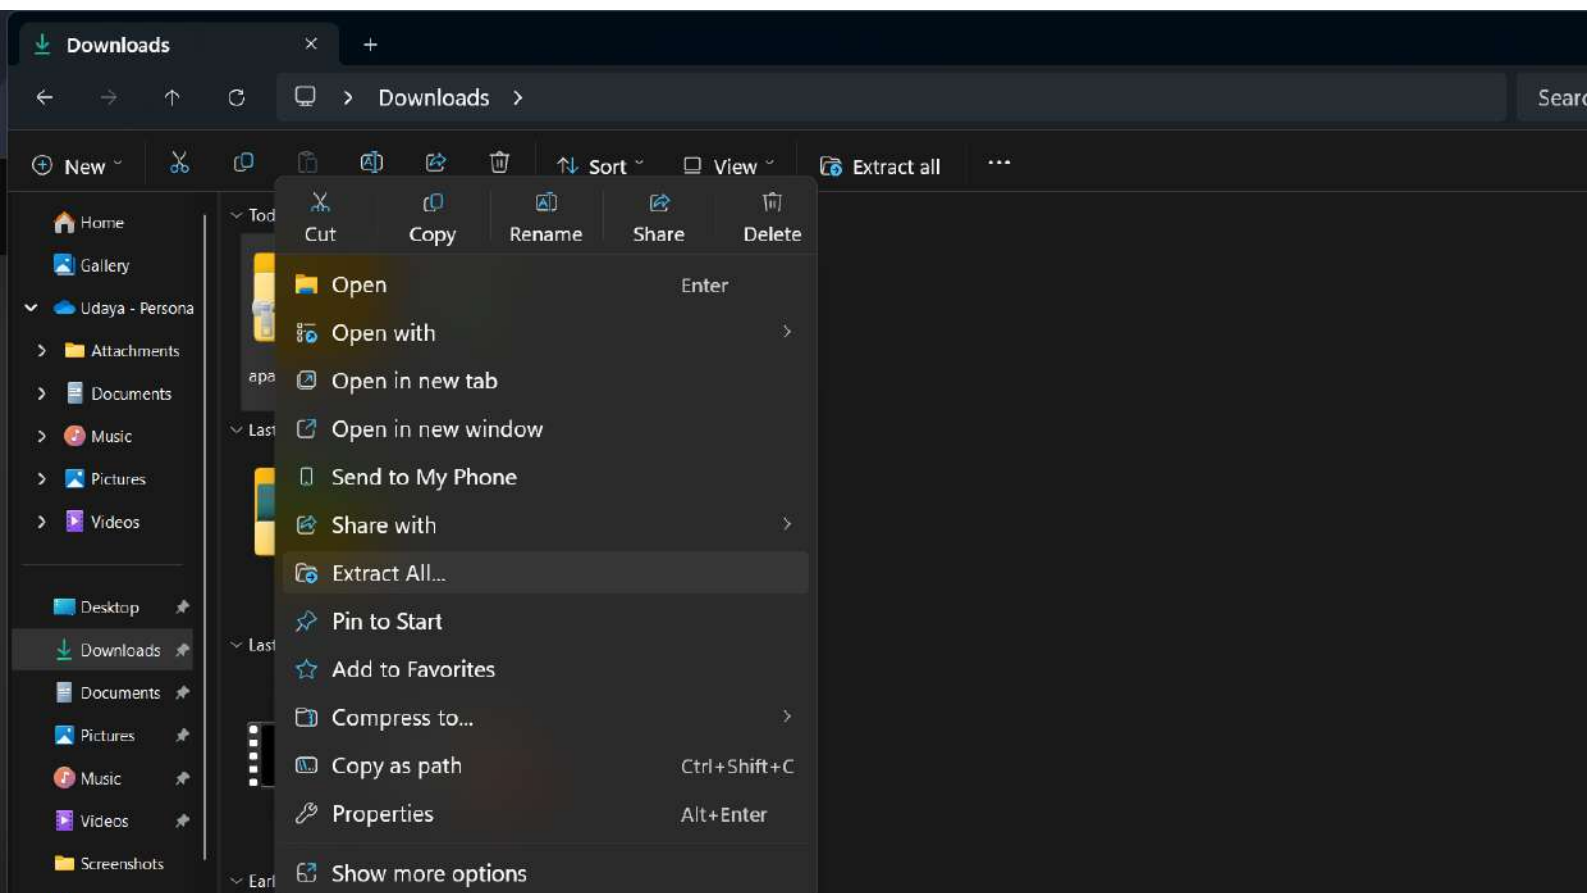 Downloads
Downloads
Searc
New
Sort
View
Extract all
Home
Gallery
Udaya - Persona
Attachments
Documents
Music
Pictures
Videos
Desktop
Downloads
Documents
Pictures
Music
Videos
Screenshots
Tod
apa
Last
Last
Earl
Cut Copy Rename Share Delete
Open Enter
Open with
Open in new tab
Open in new window
Send to My Phone
Share with
Extract All...
Pin to Start
Add to Favorites
Compress to...
Copy as path Ctrl+Shift+C
Properties Alt+Enter
Show more options